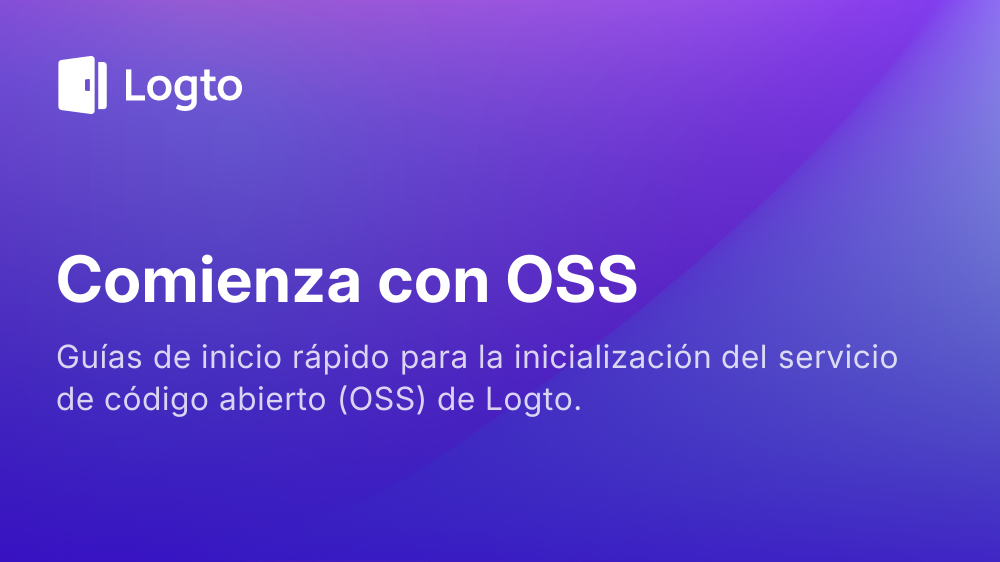 Logto
Comienza con OSS
Guías de inicio rápido para la inicialización del servicio
de código abierto (OSS) de Logto.